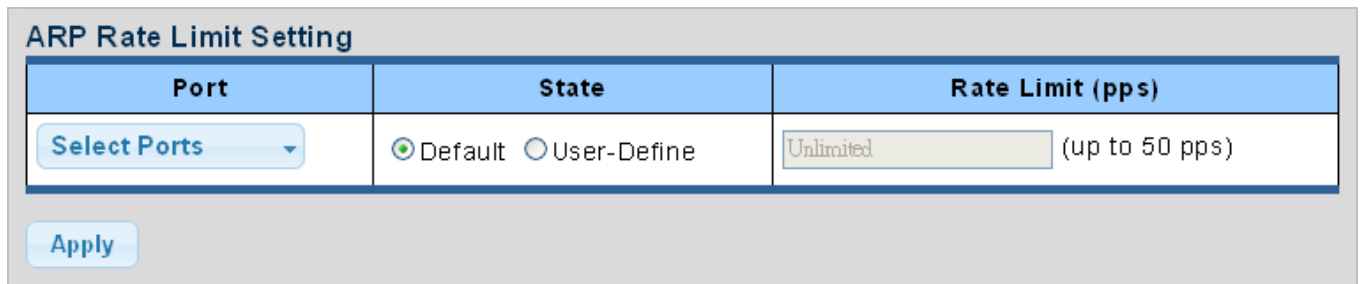 ARP Rate Limit Setting
Port State Rate Limit (pps)
Select Ports Default User-Define Unlimited (up to 50 pps)
Apply